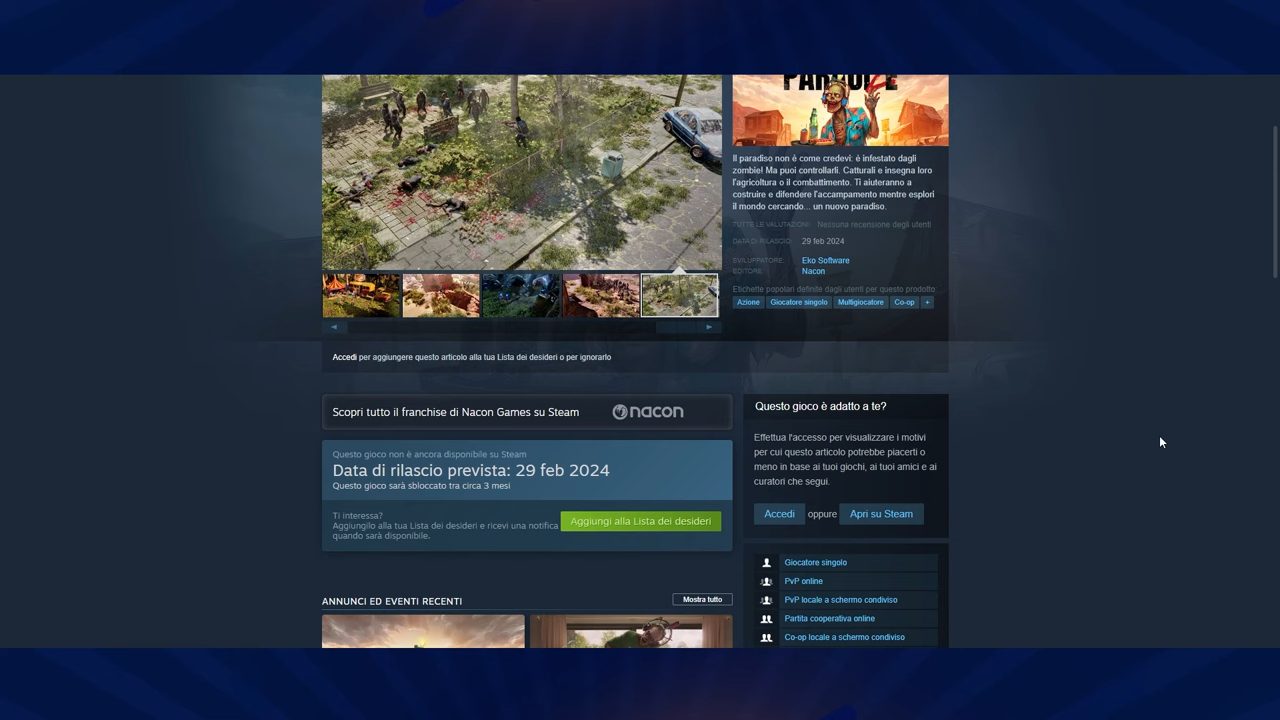 Il paradiso non è come credevi: è infestato dagli
zombie! Ma puoi controllarli. Catturali e insegna loro
l'agricoltura o il combattimento. Ti aiuteranno a
costruire e difendere l'accampamento mentre esplori
il mondo cercando... un nuovo paradiso.
TUTTE LE VALUTAZIONI: Nessuna recensione degli utenti
DATA DI RILASCIO: 29 feb 2024
SVILUPPATORE: Eko Software
EDITORE: Nacon
Etichette popolari definite dagli utenti per questo prodotto:
Azione Giocatore singolo Multigiocatore Co-op +
Accedi per aggiungere questo articolo alla tua Lista dei desideri o per ignorarlo
Scopri tutto il franchise di Nacon Games su Steam nacon
Questo gioco non è ancora disponibile su Steam
Data di rilascio prevista: 29 feb 2024
Questo gioco sarà sbloccato tra circa 3 mesi
Ti interessa?
Aggiungilo alla tua Lista dei desideri e ricevi una notifica
quando sarà disponibile.
Aggiungi alla Lista dei desideri
ANNUNCI ED EVENTI RECENTI
Mostra tutto
Questo gioco è adatto a te?
Effettua l'accesso per visualizzare i motivi
per cui questo articolo potrebbe piacerti o
meno in base ai tuoi giochi, ai tuoi amici e ai
curatori che segui.
Accedi oppure Apri su Steam
Giocatore singolo
PvP online
PvP locale a schermo condiviso
Partita cooperativa online
Co-op locale a schermo condiviso